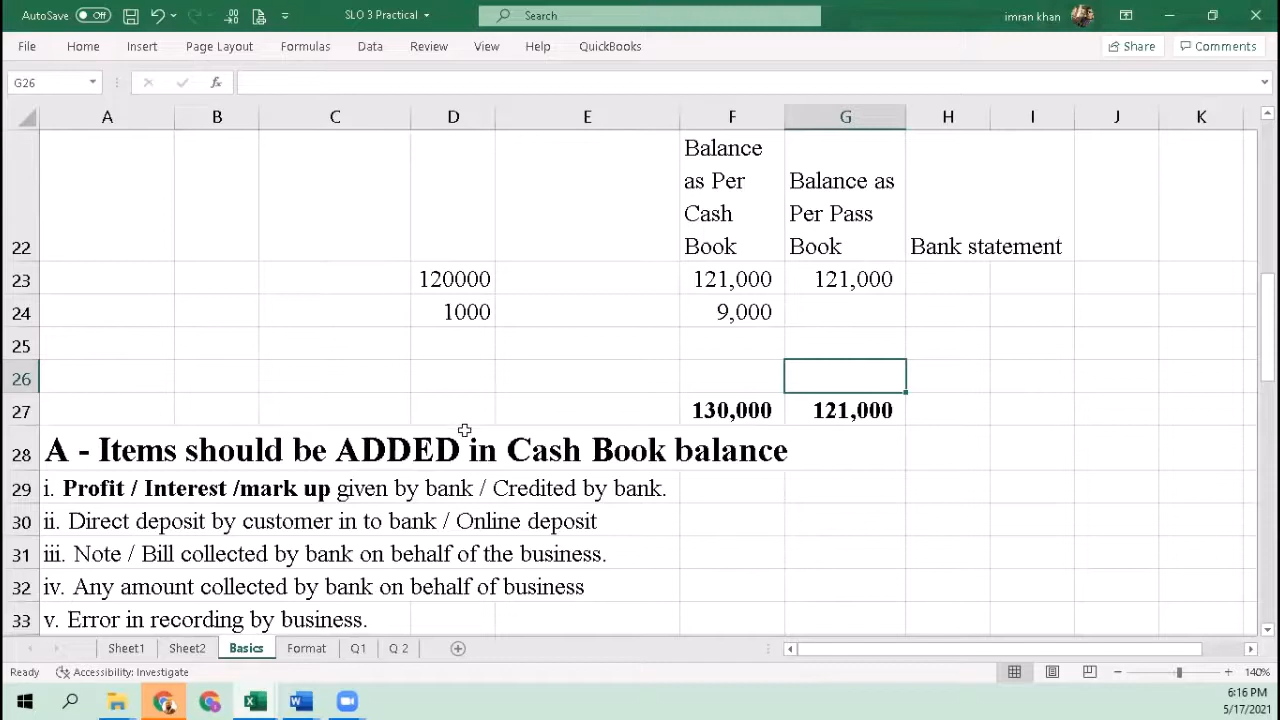 AutoSave Off SLO 3 Practical Search imran khan
File Home Insert Page Layout Formulas Data Review View Help QuickBooks Share Comments
G26 fx
A B C D E F G H I J K
22 Balance as Per Cash Book Balance as Per Pass Book Bank statement
23 120000 121,000 121,000
24 1000 9,000
25
26
27 130,000 121,000
28 A - Items should be ADDED in Cash Book balance
29 i. Profit / Interest /mark up given by bank / Credited by bank.
30 ii. Direct deposit by customer in to bank / Online deposit
31 iii. Note / Bill collected by bank on behalf of the business.
32 iv. Any amount collected by bank on behalf of business
33 v. Error in recording by business.
Sheet1 Sheet2 Basics Format Q1 Q 2
Ready Accessibility: Investigate 140%
6:16 PM
5/17/2021